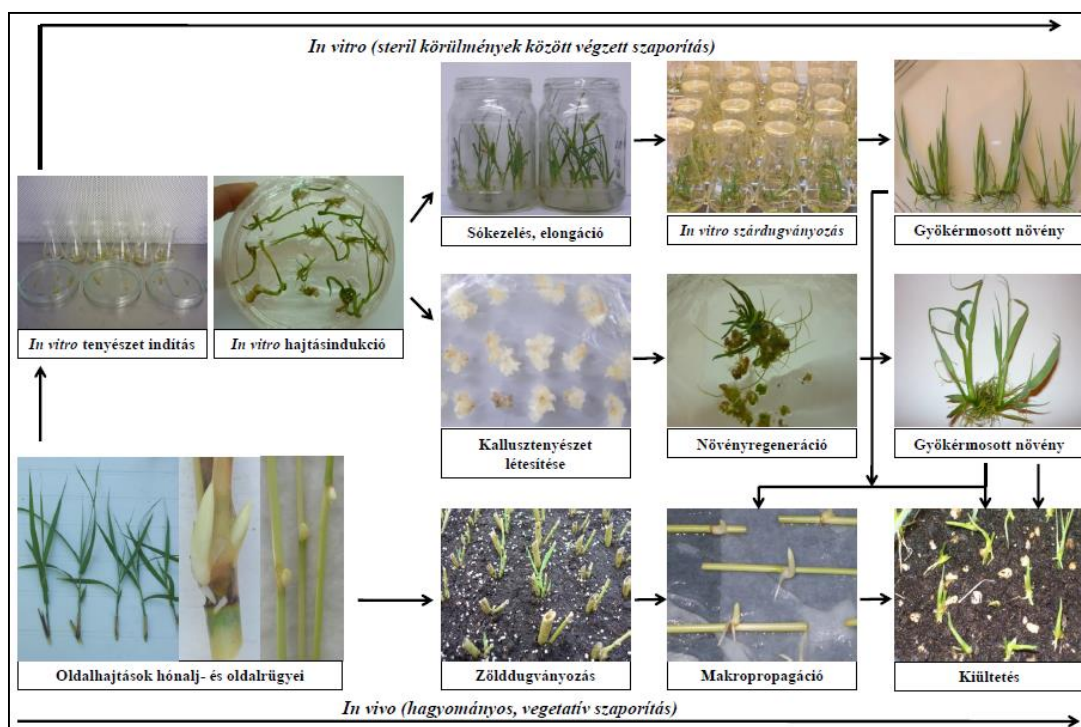 In vitro (steril körülmények között végzett szaporítás)
Sókezelés, elongáció
In vitro szárdugványozás
Gyökérmosott növény
In vitro tenyészet indítás
In vitro hajtásindukció
Kallusztenyészet
létesítése
Növényregeneráció
Gyökérmosott növény
Oldalhajtások hónalj- és oldalrügyei
Zölddugványozás
Makropropagáció
Kiültetés
In vivo (hagyományos, vegetatív szaporítás)